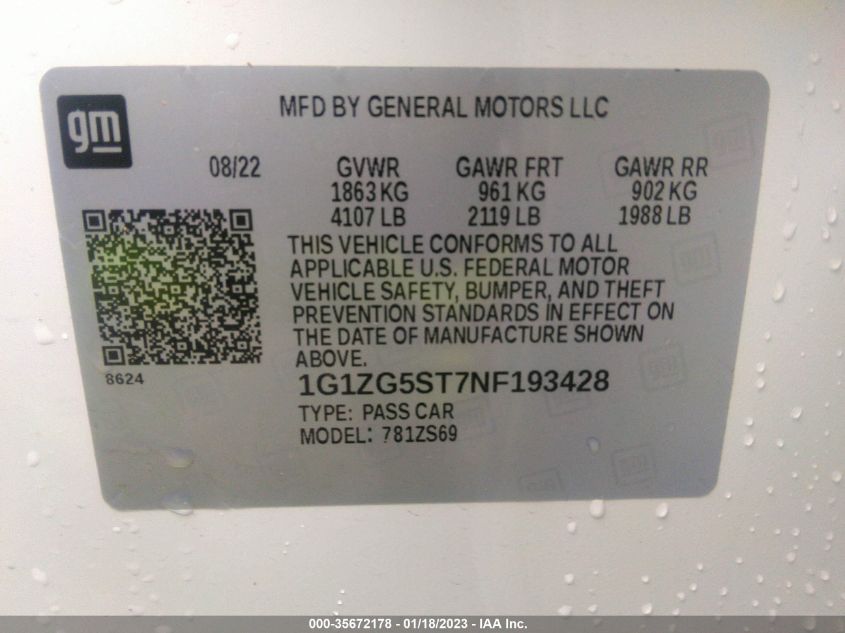 MFD BY GENERAL MOTORS LLC
gm
08/22 GVWR GAWR FRT GAWR RR
1863 KG 961 KG 902 KG
4107 LB 2119 LB 1988 LB
THIS VEHICLE CONFORMS TO ALL
APPLICABLE U.S. FEDERAL MOTOR
VEHICLE SAFETY, BUMPER, AND THEFT
PREVENTION STANDARDS IN EFFECT ON
THE DATE OF MANUFACTURE SHOWN
ABOVE.
8624
1G1ZG5ST7NF193428
TYPE: PASS CAR
MODEL: 781ZS69
000-35672178 - 01/18/2023 - IAA Inc.